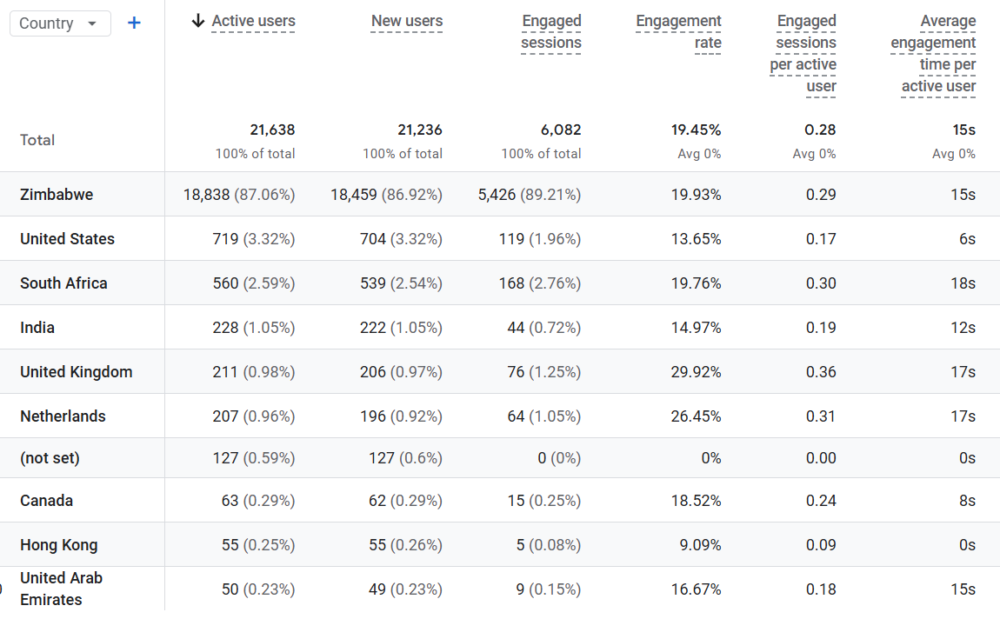 Country + ↓ Active users New users Engaged sessions Engagement rate Engaged sessions per active user Average engagement time per active user
Total 21,638 21,236 6,082 19.45% 0.28 15s
100% of total 100% of total 100% of total Avg 0% Avg 0% Avg 0%
Zimbabwe 18,838 (87.06%) 18,459 (86.92%) 5,426 (89.21%) 19.93% 0.29 15s
United States 719 (3.32%) 704 (3.32%) 119 (1.96%) 13.65% 0.17 6s
South Africa 560 (2.59%) 539 (2.54%) 168 (2.76%) 19.76% 0.30 18s
India 228 (1.05%) 222 (1.05%) 44 (0.72%) 14.97% 0.19 12s
United Kingdom 211 (0.98%) 206 (0.97%) 76 (1.25%) 29.92% 0.36 17s
Netherlands 207 (0.96%) 196 (0.92%) 64 (1.05%) 26.45% 0.31 17s
(not set) 127 (0.59%) 127 (0.6%) 0 (0%) 0% 0.00 0s
Canada 63 (0.29%) 62 (0.29%) 15 (0.25%) 18.52% 0.24 8s
Hong Kong 55 (0.25%) 55 (0.26%) 5 (0.08%) 9.09% 0.09 0s
United Arab Emirates 50 (0.23%) 49 (0.23%) 9 (0.15%) 16.67% 0.18 15s